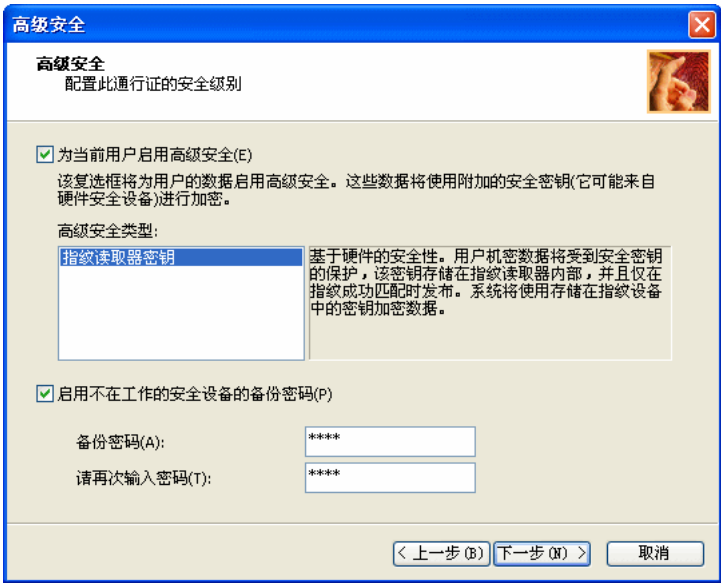 高级安全
高级安全
配置此通行证的安全级别
为当前用户启用高级安全(E)
该复选框将为用户的数据启用高级安全。这些数据将使用附加的安全密钥(它可能来自
硬件安全设备)进行加密。
高级安全类型:
指纹读取器密钥
基于硬件的安全性。用户机密数据将受到安全密钥
的保护，该密钥存储在指纹读取器内部，并且仅在
指纹成功匹配时发布。系统将使用存储在指纹设备
中的密钥加密数据。
启用不在工作的安全设备的备份密码(P)
备份密码(A):
****
请再次输入密码(T):
****
< 上一步(B)
下一步(N) >
取消